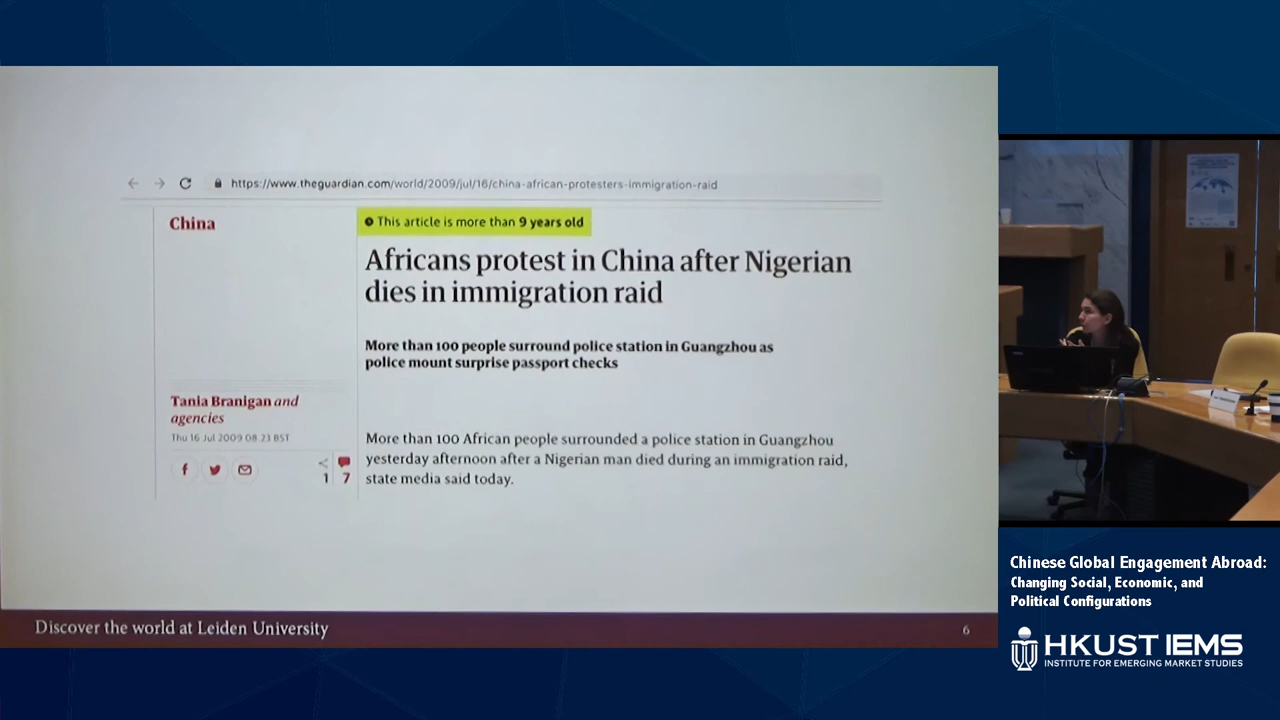 https://www.theguardian.com/world/2009/jul/16/china-african-protesters-immigration-raid
China
This article is more than 9 years old
Africans protest in China after Nigerian
dies in immigration raid
More than 100 people surround police station in Guangzhou as
police mount surprise passport checks
Tania Branigan and
agencies
Thu 16 Jul 2009 08.23 BST
1
7
More than 100 African people surrounded a police station in Guangzhou
yesterday afternoon after a Nigerian man died during an immigration raid,
state media said today.
Discover the world at Leiden University
6
Chinese Global Engagement Abroad:
Changing Social, Economic, and
Political Configurations
HKUST IEMS
INSTITUTE FOR EMERGING MARKET STUDIES